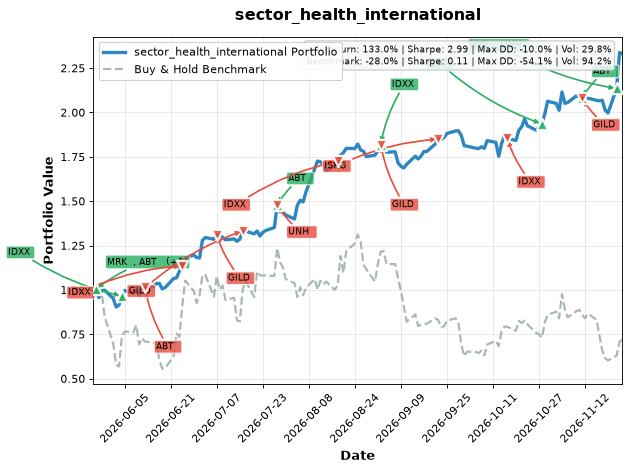 sector_health_international
sector_health_international Portfolio
Buy & Hold Benchmark
urn: 133.0% | Sharpe: 2.99 | Max DD: -10.0% | Vol: 29.8%
Benchmark: -28.0% | Sharpe: 0.11 | Max DD: -54.1% | Vol: 94.2%
Portfolio Value
2.25
2.00
1.75
1.50
1.25
1.00
0.75
0.50
IDXX
ABT
GILD
ABT
IDXX
IDXX
GILD
UNH
IDXX
MRK , ABT
GILD
IDXX
IDXX
GILD
ABT
2026-06-05
2026-06-21
2026-07-07
2026-07-23
2026-08-08
2026-08-24
2026-09-09
2026-09-25
2026-10-11
2026-10-27
2026-11-12
Date